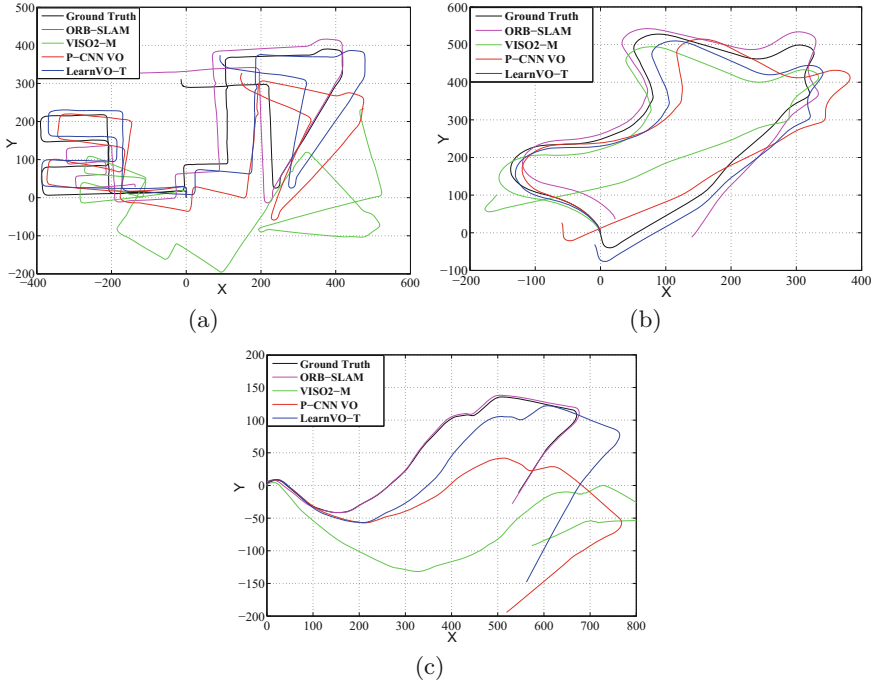 500
400
300
200
100
0
−100
−200
−400
−200
0
200
400
600
X
Y
Ground Truth
ORB−SLAM
VISO2−M
P−CNN VO
LearnVO−T
(a)
600
500
400
300
200
100
0
−100
−200
−100
0
100
200
300
400
X
Y
Ground Truth
ORB−SLAM
VISO2−M
P−CNN VO
LearnVO−T
(b)
200
150
100
50
0
−50
−100
−150
−200
0
100
200
300
400
500
600
700
800
X
Y
Ground Truth
ORB−SLAM
VISO2−M
P−CNN VO
LearnVO−T
(c)